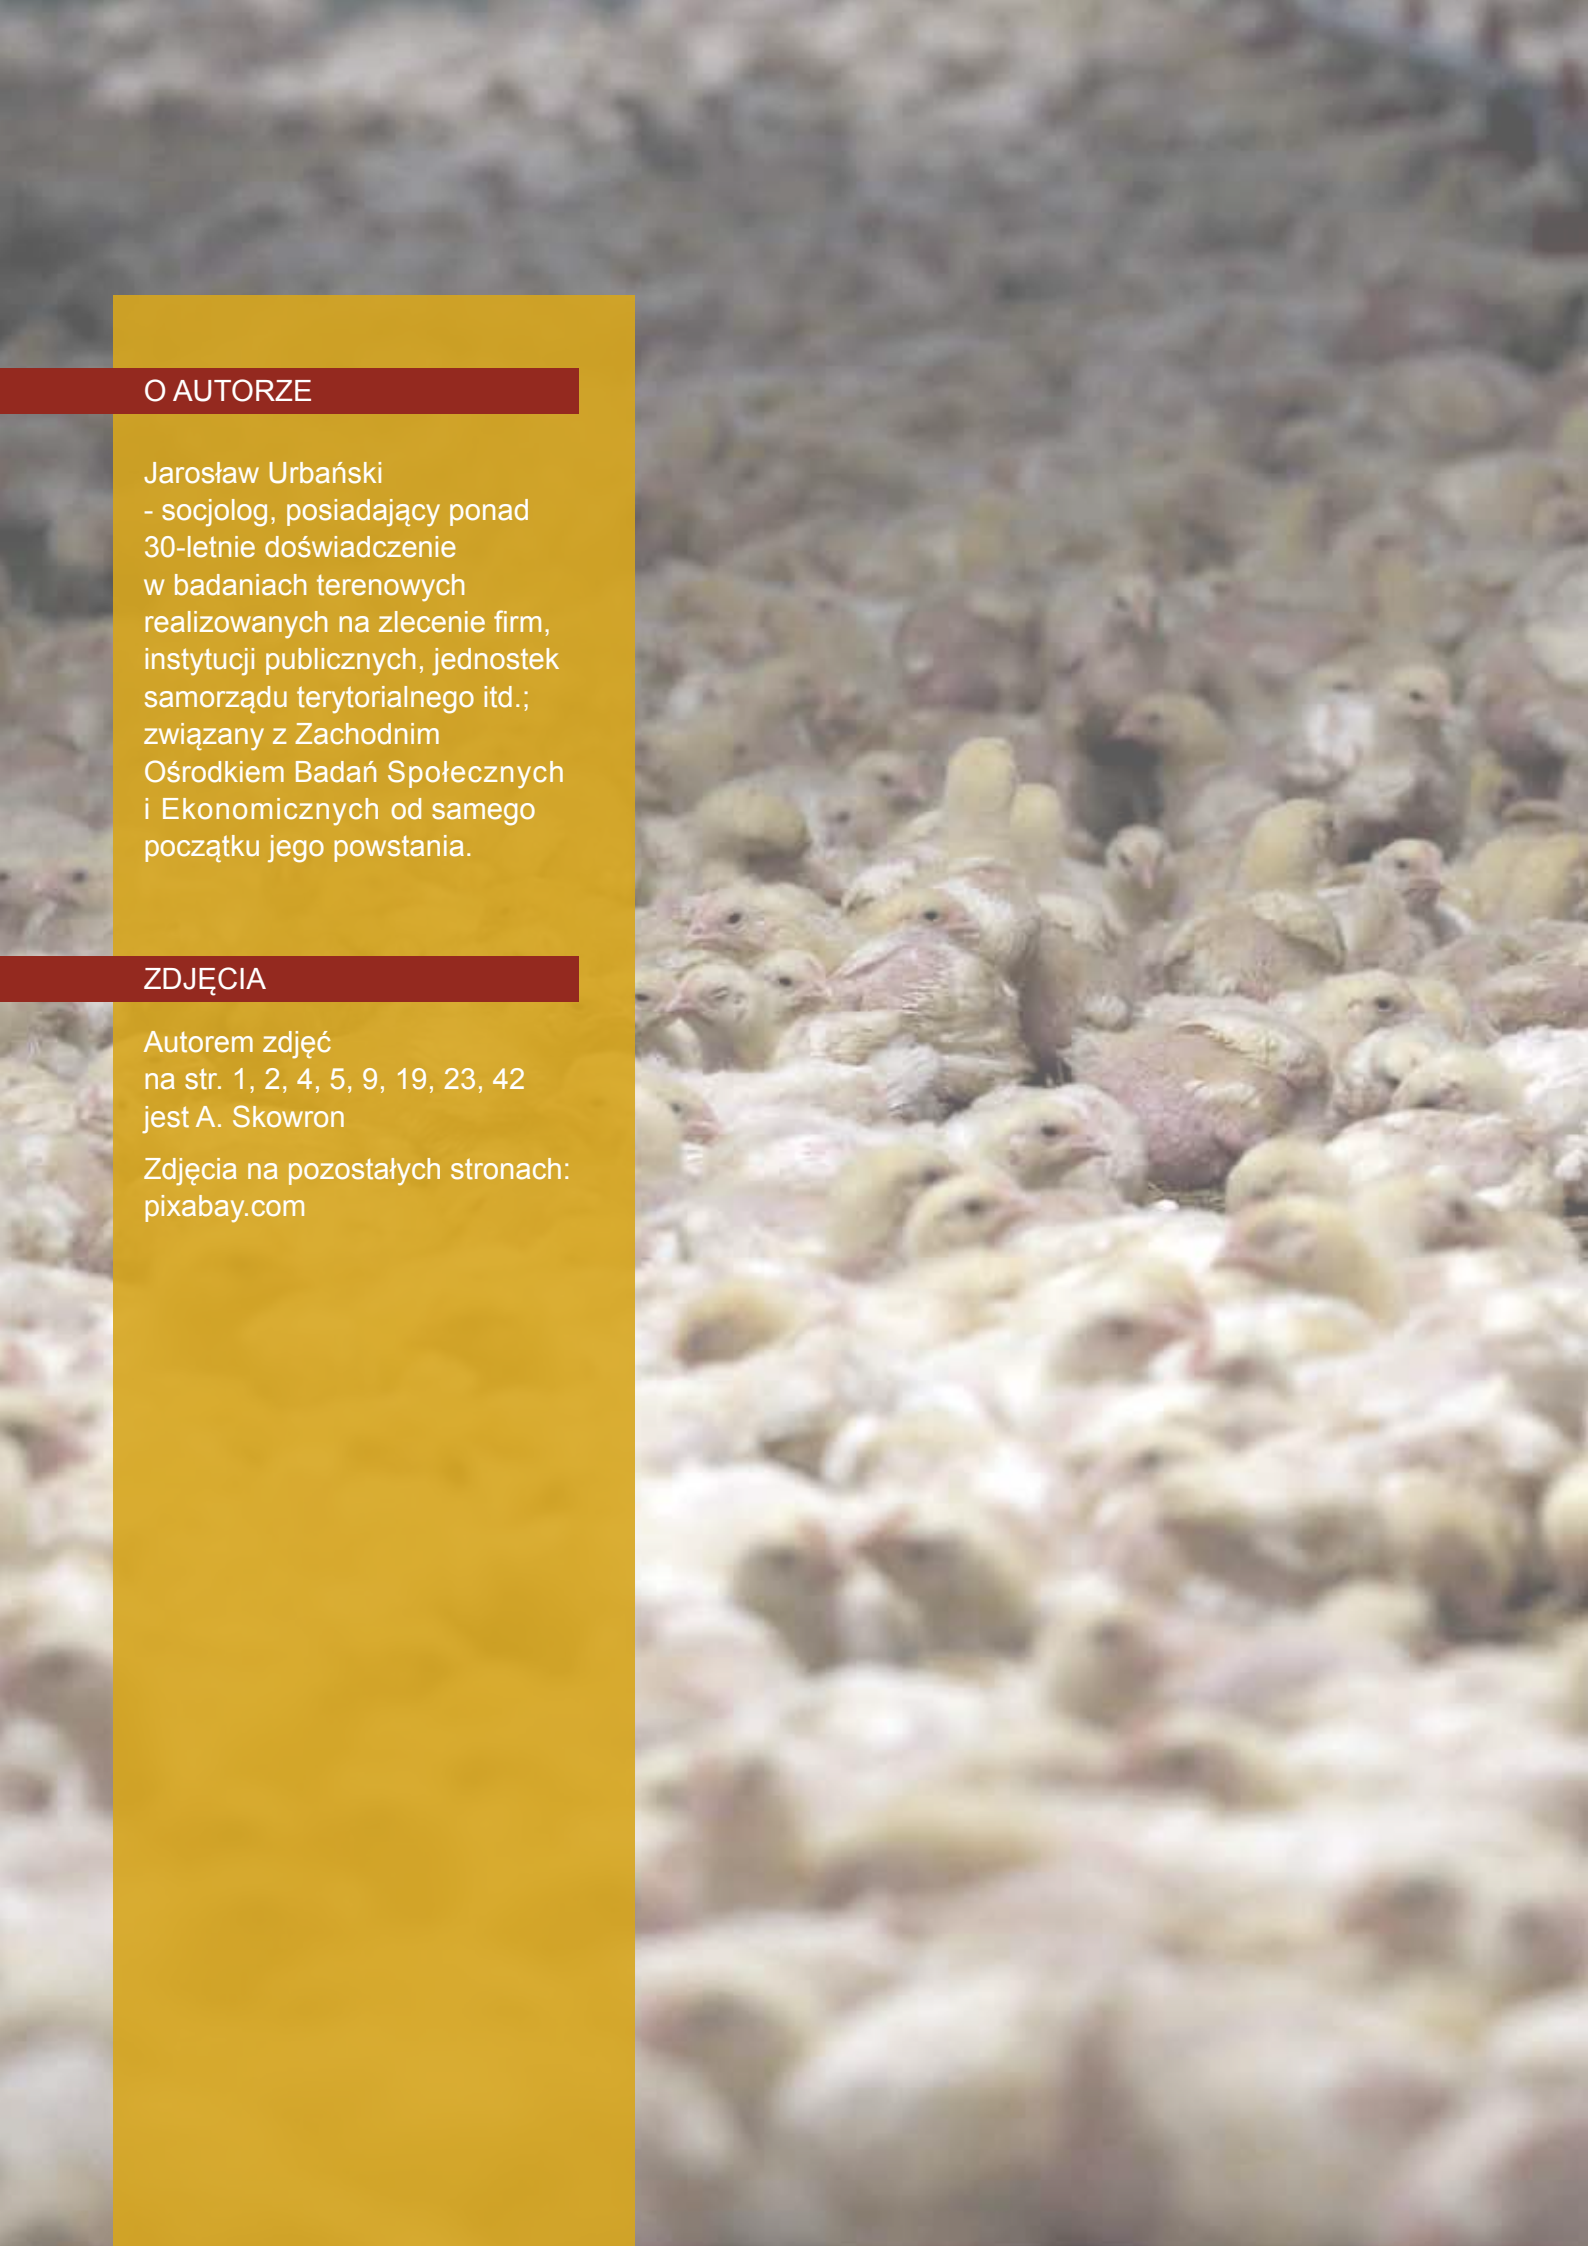 O AUTORZE
Jarosław Urbański
- socjolog, posiadający ponad
30-letnie doświadczenie
w badaniach terenowych
realizowanych na zlecenie firm,
instytucji publicznych, jednostek
samorządu terytorialnego itd.;
związany z Zachodnim
Ośrodkiem Badań Społecznych
i Ekonomicznych od samego
początku jego powstania.
ZDJĘCIA
Autorem zdjęć
na str. 1, 2, 4, 5, 9, 19, 23, 42
jest A. Skowron
Zdjęcia na pozostałych stronach:
pixabay.com